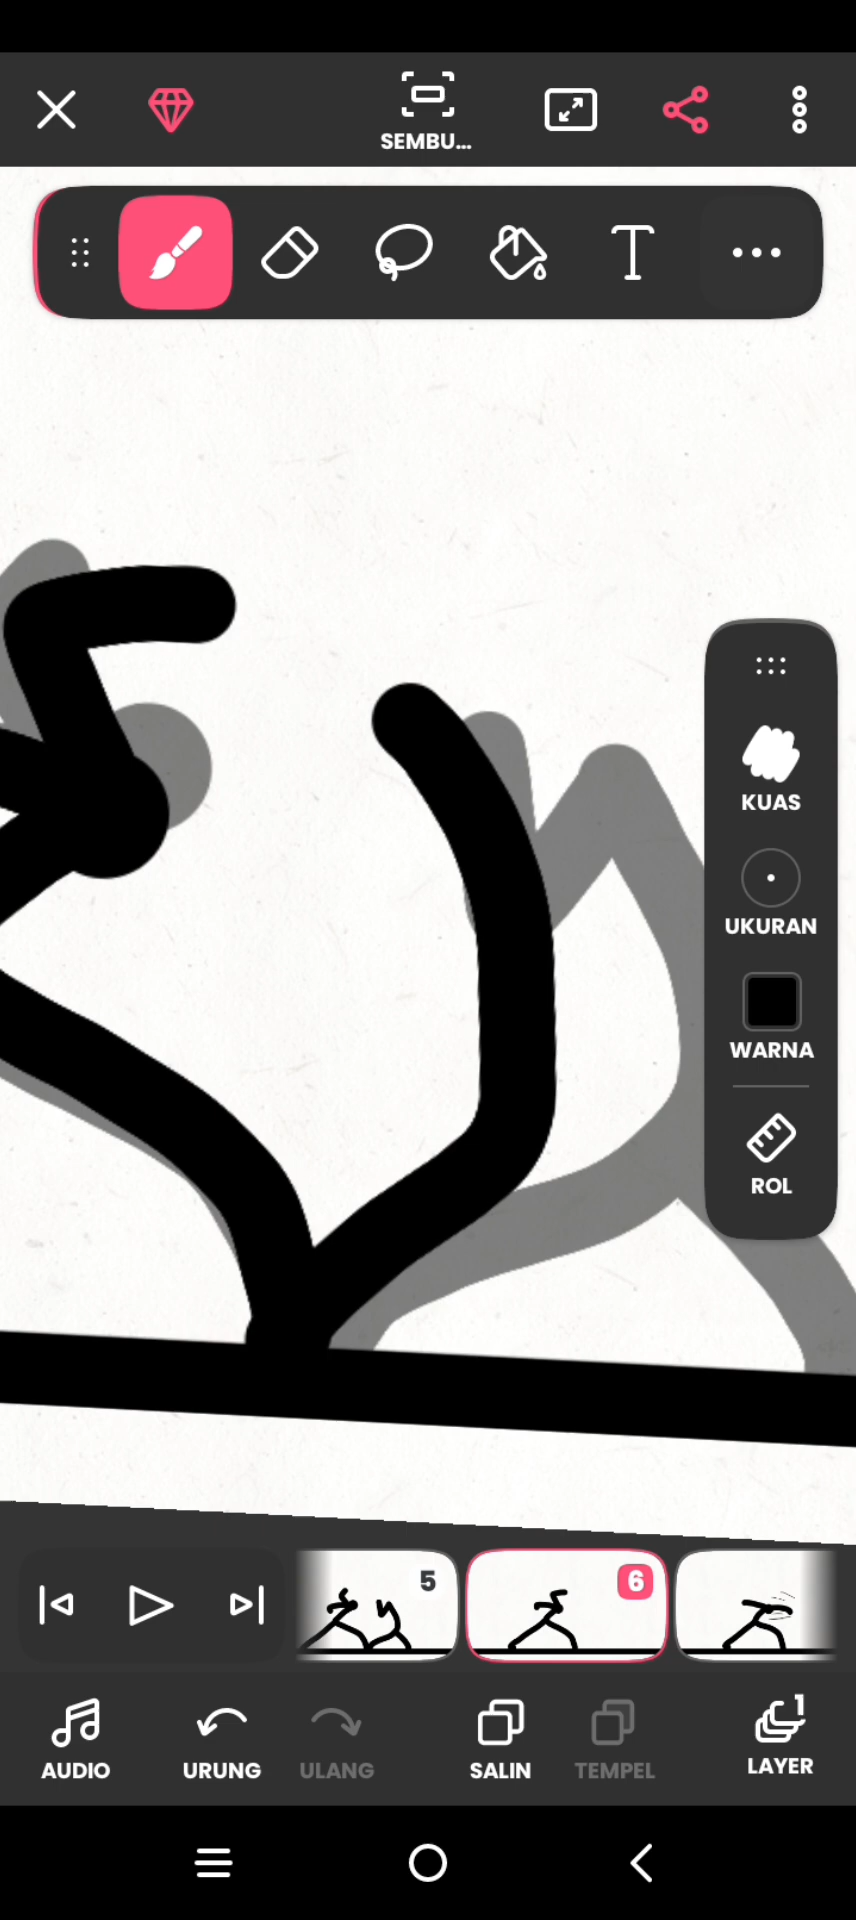 SEMBU...
T
KUAS
UKURAN
WARNA
ROL
5
6
1
AUDIO
URUNG
ULANG
SALIN
TEMPEL
LAYER